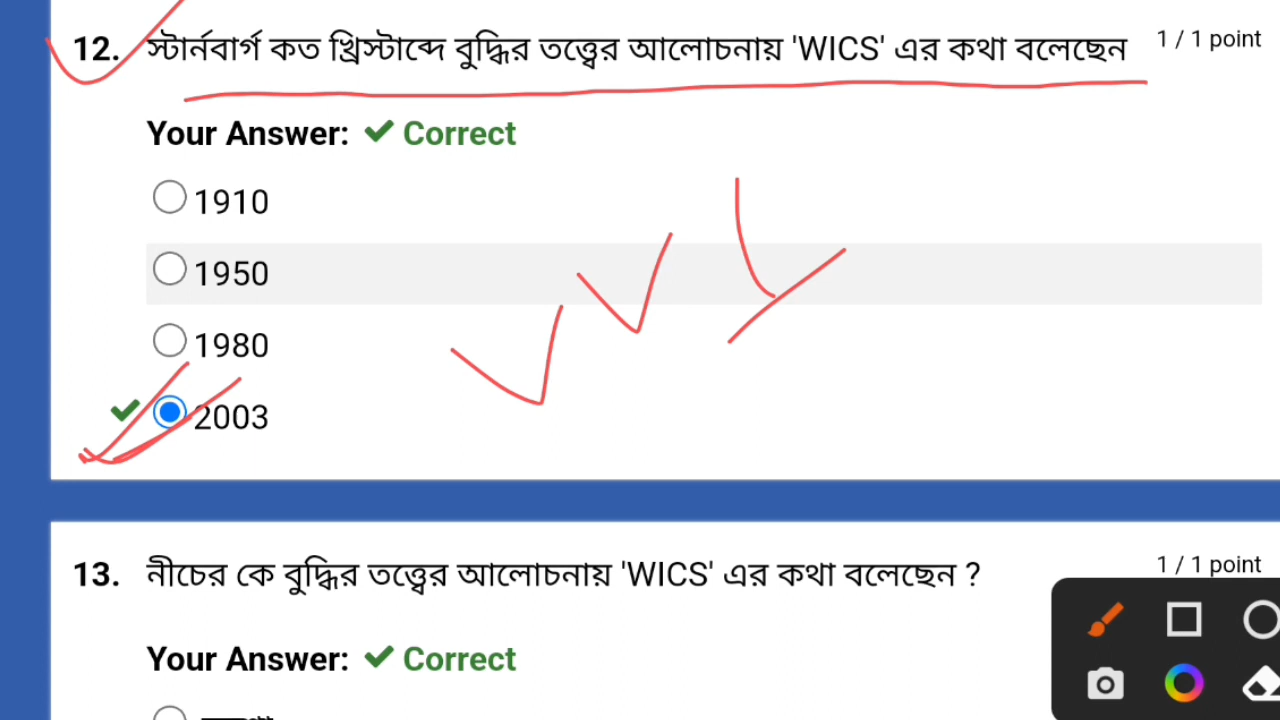 12. স্টার্নবার্গ কত খ্রিস্টাব্দে বুদ্ধির তত্ত্বের আলোচনায় 'WICS' এর কথা বলেছেন 1 / 1 point
Your Answer: ✔ Correct
1910
1950
1980
2003
13. নীচের কে বুদ্ধির তত্ত্বের আলোচনায় 'WICS' এর কথা বলেছেন ? 1 / 1 point
Your Answer: ✔ Correct